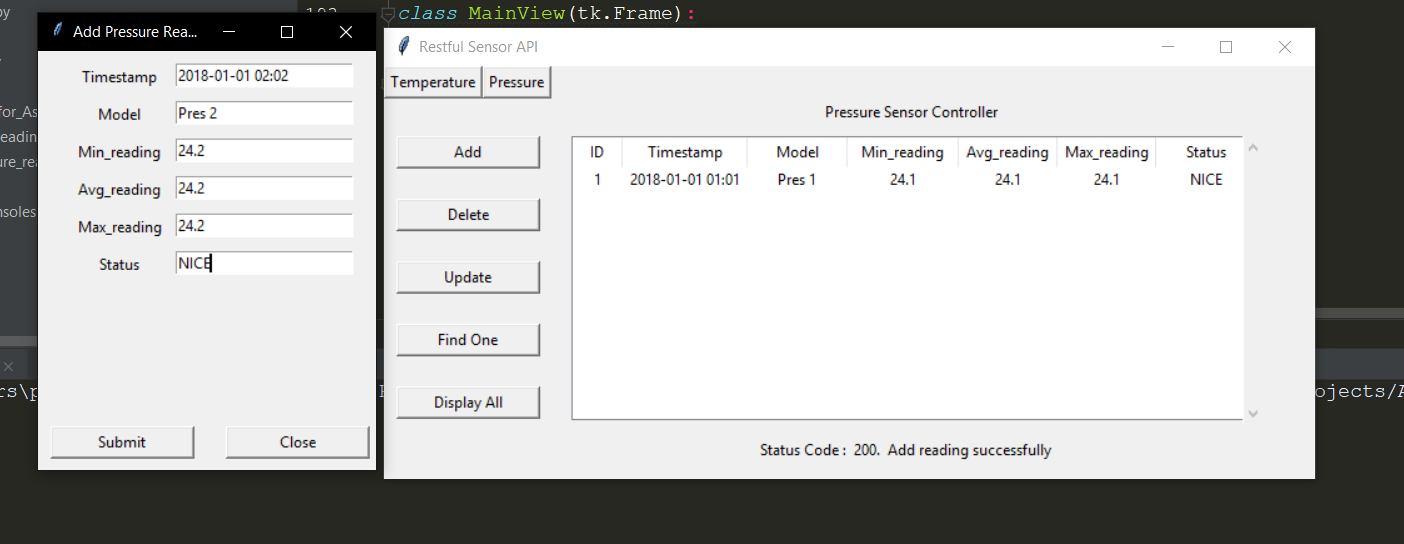 py
class MainView(tk.Frame):
Add Pressure Rea...
Restful Sensor API
Timestamp 2018-01-01 02:02
Model Pres 2
Min_reading 24.2
Avg_reading 24.2
Max_reading 24.2
Status NICE
Submit Close
Temperature Pressure
Pressure Sensor Controller
Add
Delete
Update
Find One
Display All
ID Timestamp Model Min_reading Avg_reading Max_reading Status
1 2018-01-01 01:01 Pres 1 24.1 24.1 24.1 NICE
Status Code : 200. Add reading successfully
for_As
eadin
ure_rea
nsoles
rs\p
ojects/A